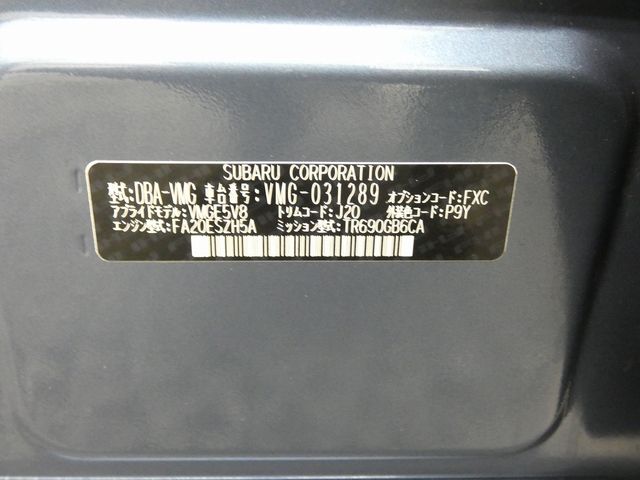 SUBARU CORPORATION
型式:DBA-VMG 車台番号:VMG-031289 オプションコード:FXC
アプライドモデル:VMGE5V8 トリムコード:J20 外装色コード:P9Y
エンジン型式:FA20ESZH5A ミッション型式:TR690GB6CA